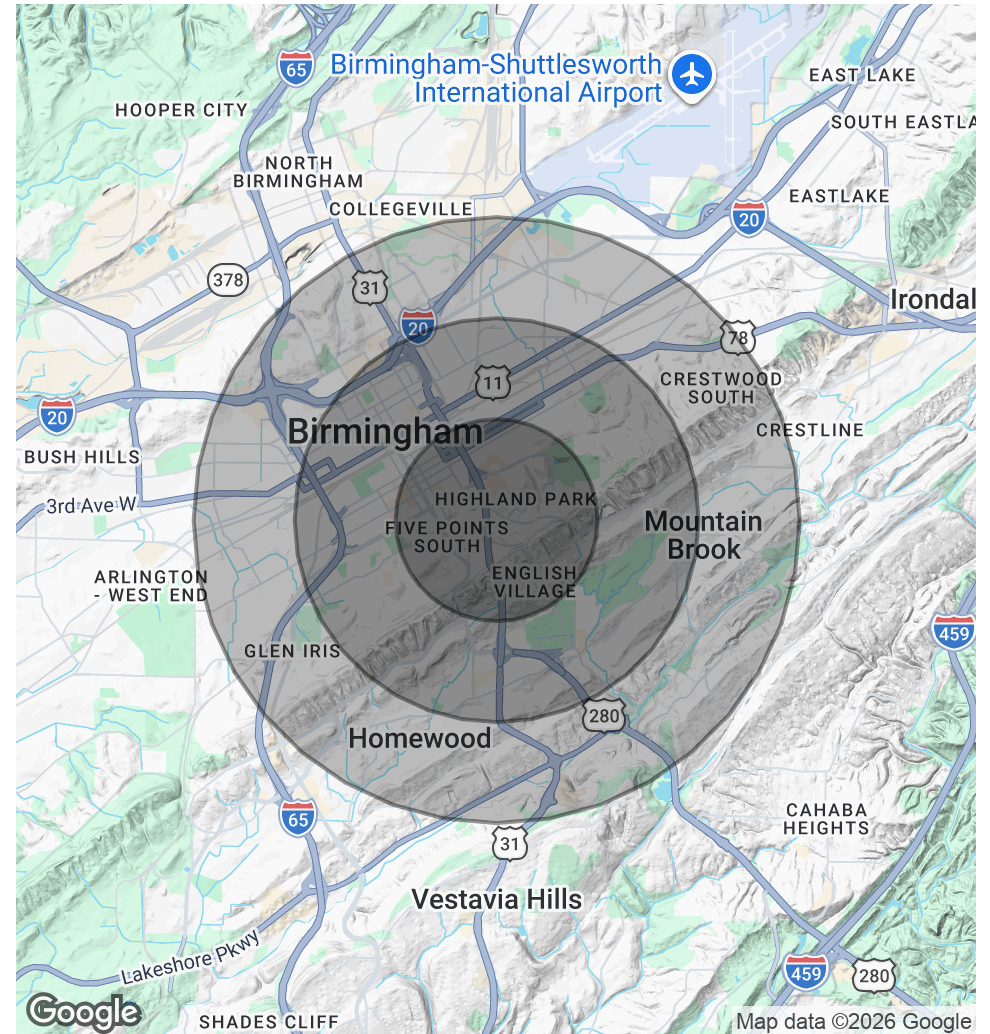 65
Birmingham-Shuttlesworth
International Airport
EAST LAKE
HOOPER CITY
SOUTH EASTLA
NORTH
BIRMINGHAM
EASTLAKE
COLLEGEVILLE
20
378
31
Irondal
20
78
11
CRESTWOOD
SOUTH
20
Birmingham
CRESTLINE
BUSH HILLS
3rd Ave W
HIGHLAND PARK
FIVE POINTS
SOUTH
Mountain
Brook
ENGLISH
VILLAGE
ARLINGTON
- WEST END
459
GLEN IRIS
280
Homewood
65
CAHABA
HEIGHTS
31
Vestavia Hills
Lakeshore Pkwy
459
280
Google
SHADES CLIFF
Map data ©2026 Google